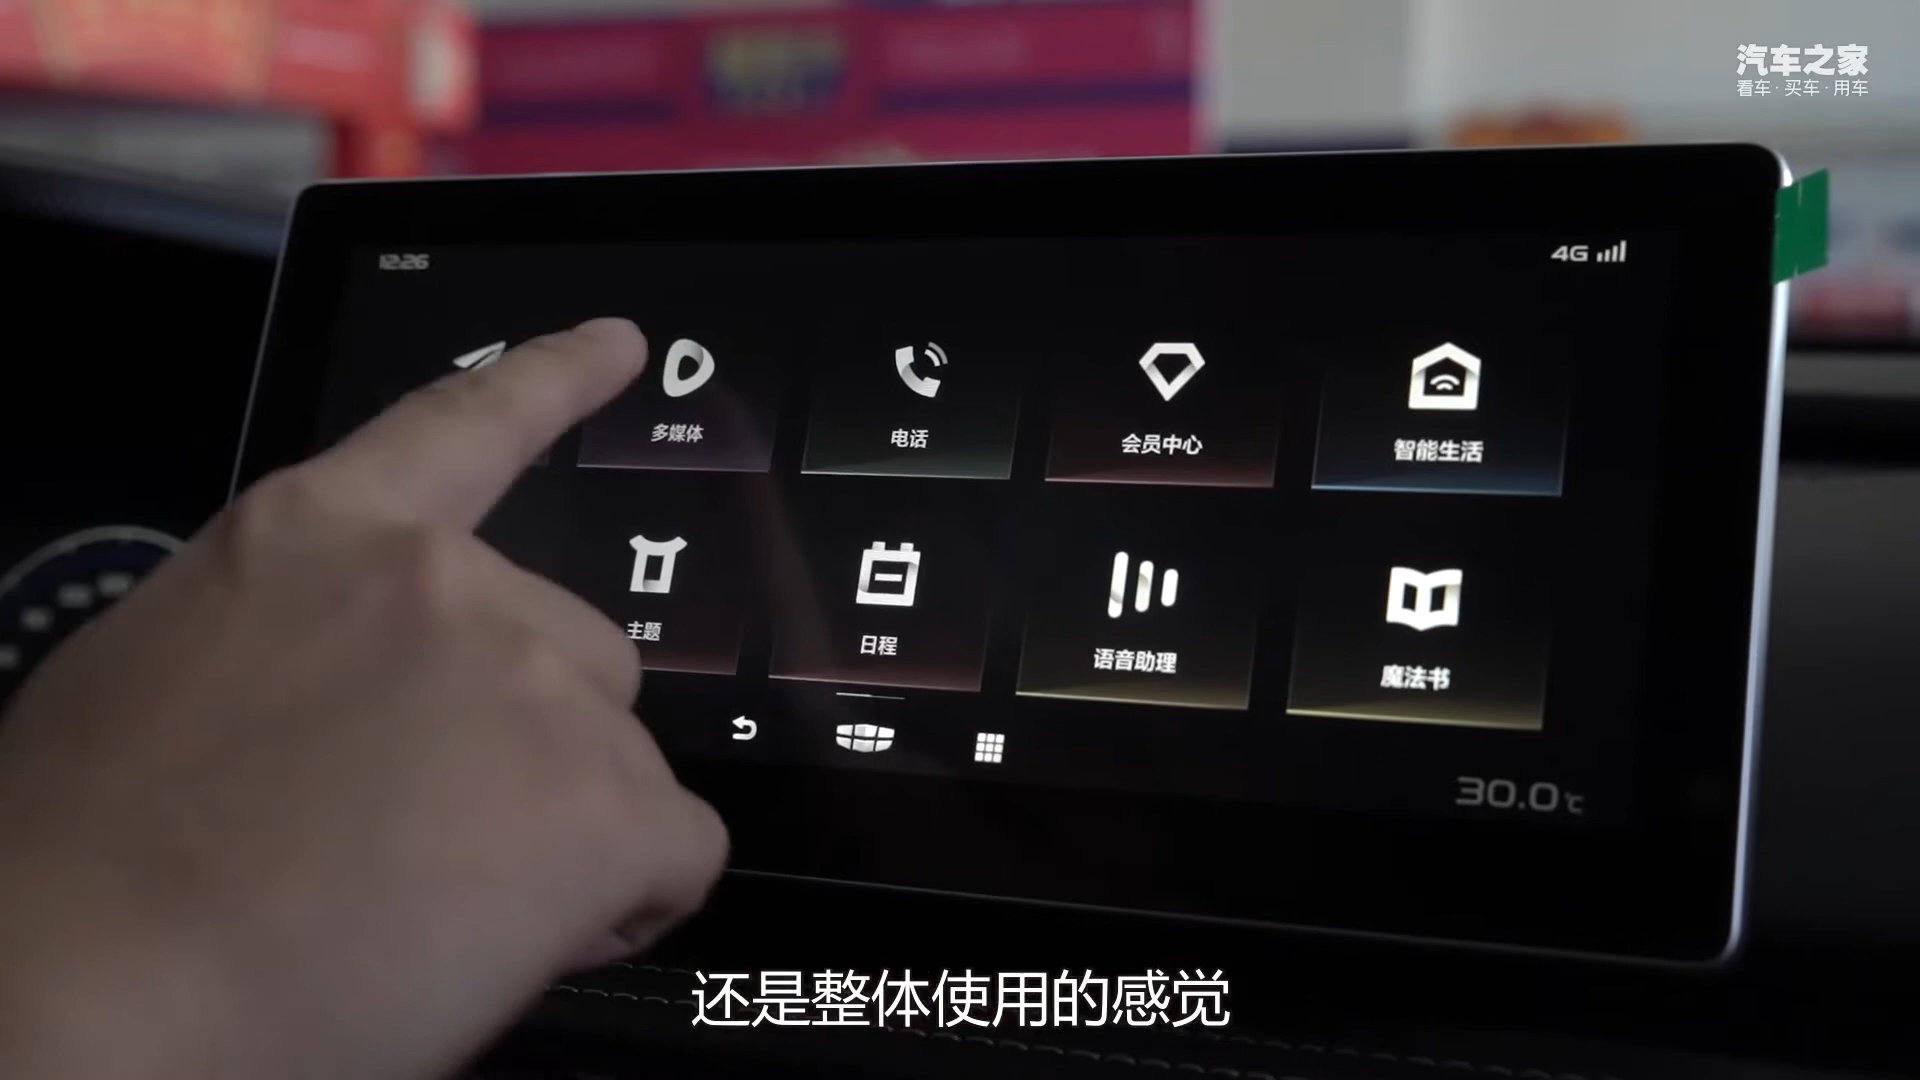 汽车之家
看车·买车·用车
12:26
4G
多媒体
电话
会员中心
智能生活
主题
日程
语音助理
魔法书
30.0℃
还是整体使用的感觉